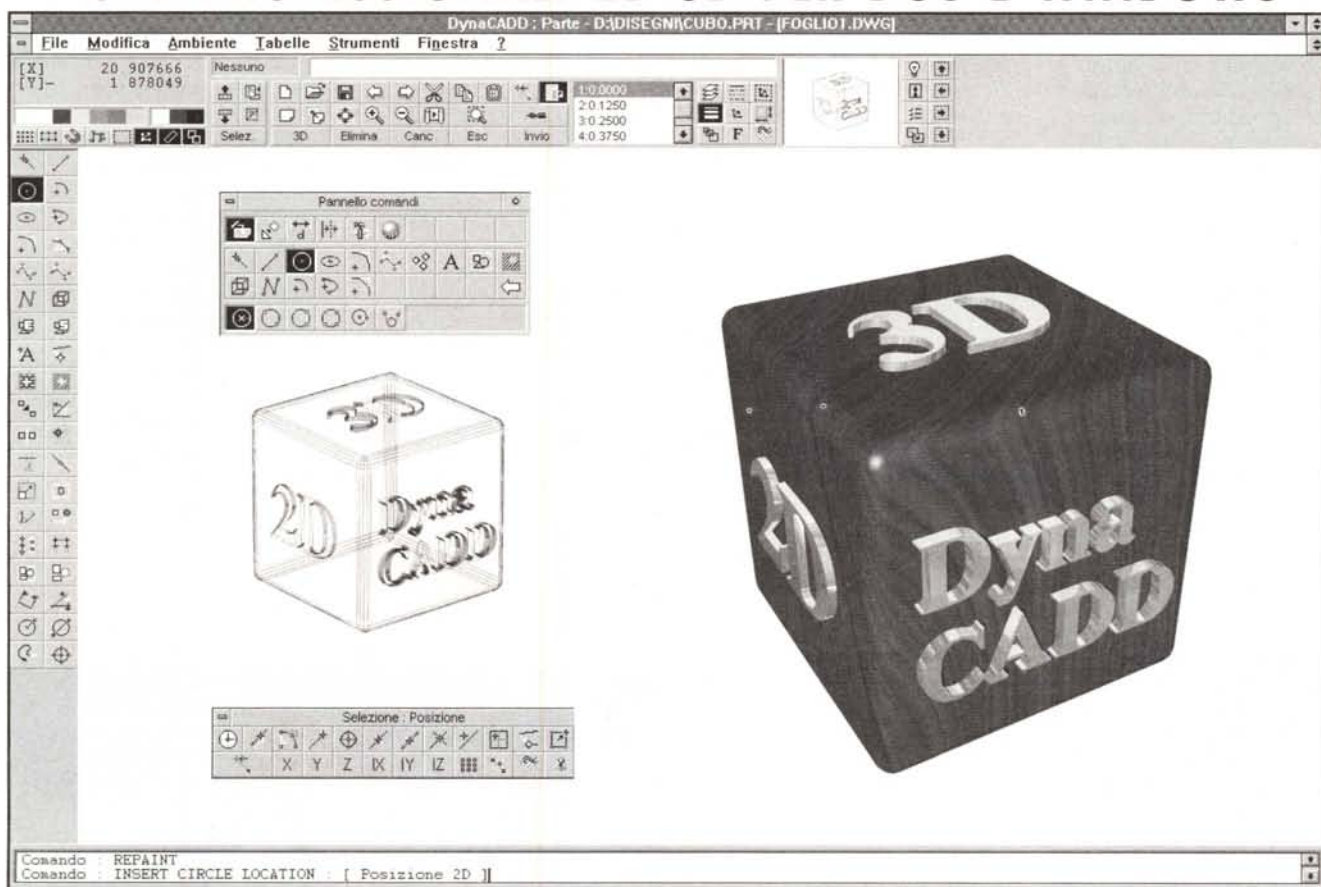 DynaCADD : Parte - D:\DISEGNI\CUBO.PRT - [FOGLIO1.DWG]
File Modifica Ambiente Tabelle Strumenti Finestra ?
[X] 20 907666
[Y]- 1 878049
Nessuno
1:0.0000
2:0.1250
3:0.2500
4:0.3750
Selez. 3D Elimina Canc Esc Invio
F
Pannello comandi
A
N
N
A
3D
2D
Dyna
CADD
3D
2D
Dyna
CADD
Selezione : Posizione
X Y Z IX IY IZ
Comando : REPAINT
Comando : INSERT CIRCLE LOCATION : [ Posizione 2D ]